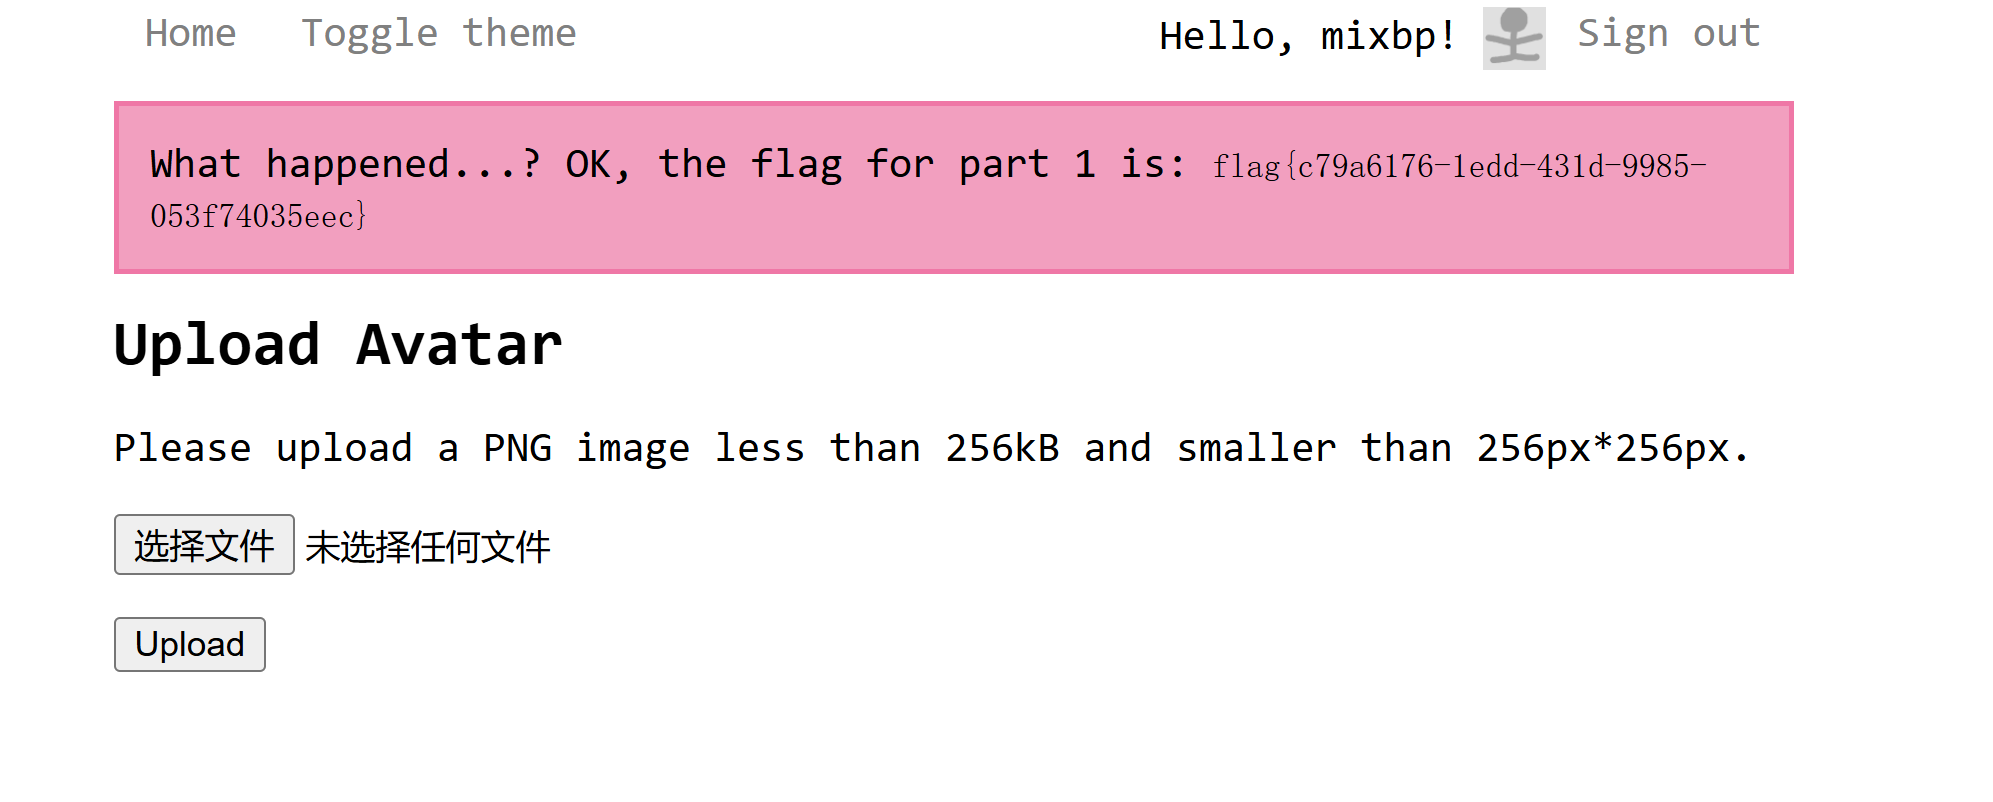 Home Toggle theme Hello, mixbp! Sign out
What happened...? OK, the flag for part 1 is: flag{c79a6176-1edd-431d-9985-
053f74035eec}
Upload Avatar
Please upload a PNG image less than 256kB and smaller than 256px*256px.
选择文件 未选择任何文件
Upload